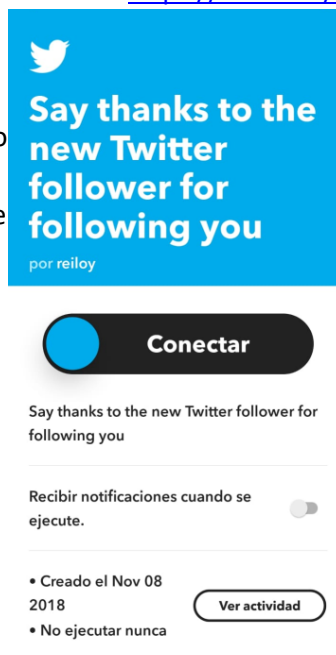 Say thanks to the
new Twitter
follower for
following you
por reiloy
Conectar
Say thanks to the new Twitter follower for
following you
Recibir notificaciones cuando se
ejecute.
• Creado el Nov 08
2018
• No ejecutar nunca
Ver actividad